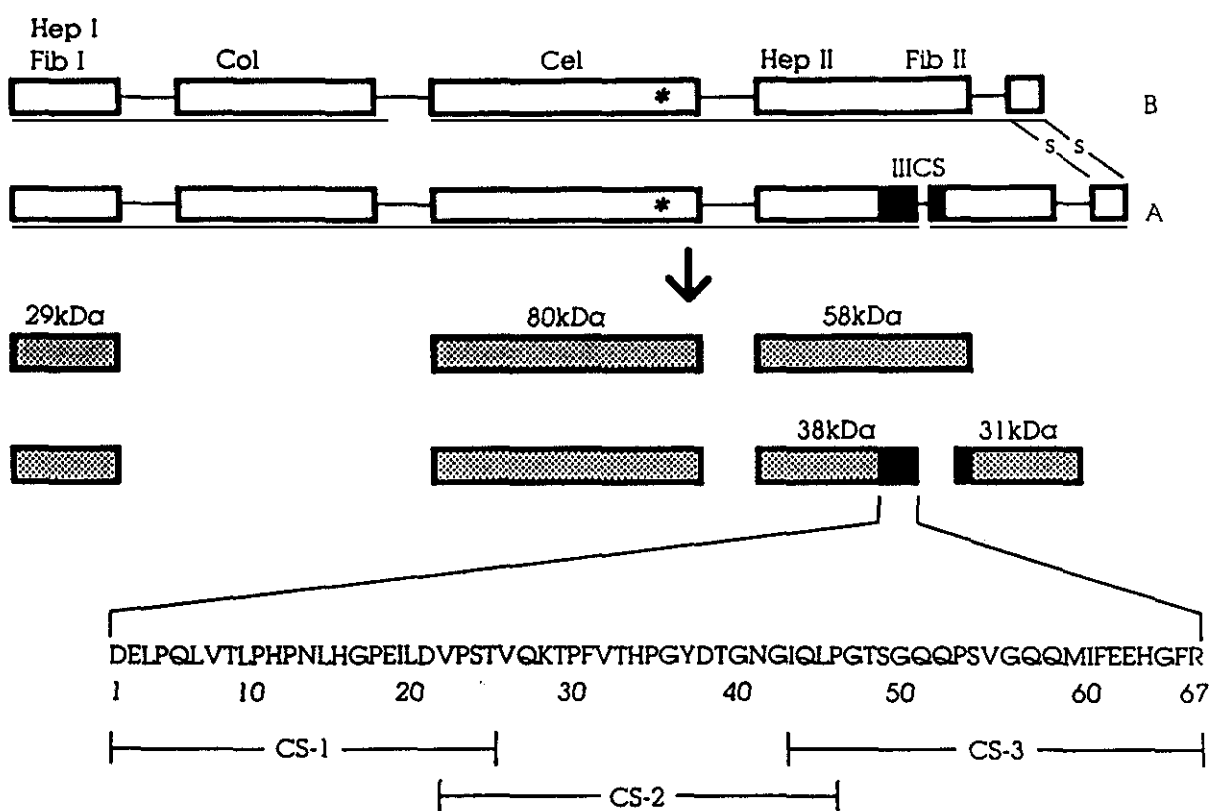 Hep I
Fib I Col Cel Hep II Fib II
* B
S S
IIICS
* A
29kDa 80kDa 58kDa
38kDa 31kDa
DELPQLVTLPHPNLHGPEILDVPSTVQKTPFVTHPGYDTGNGIQLPGTSGQQPSVGQQMIFEEHGFR
1 10 20 30 40 50 60 67
CS-1 CS-3
CS-2